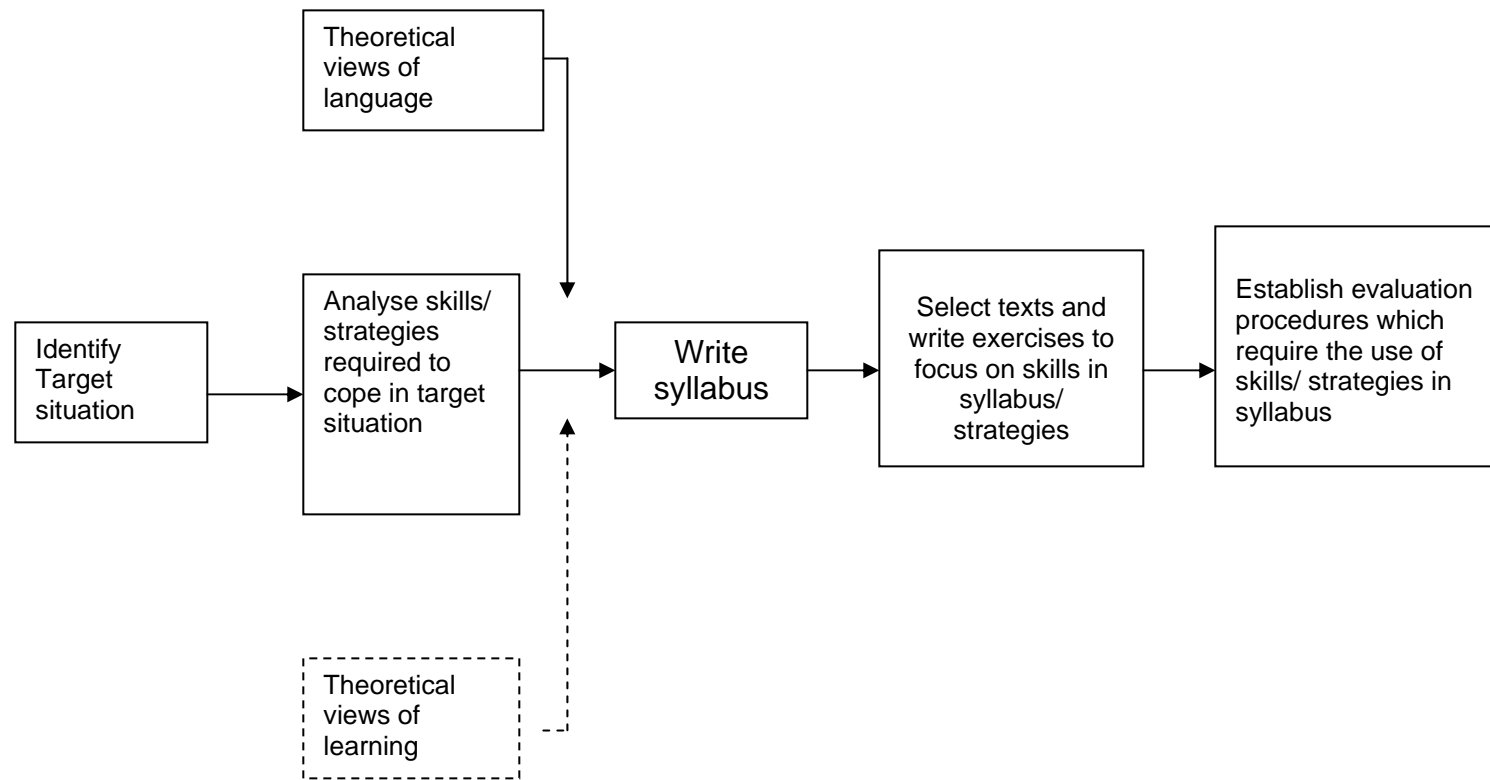 Theoretical
views of
language
Identify
Target
situation
Analyse skills/
strategies
required to
cope in target
situation
Write
syllabus
Select texts and
write exercises to
focus on skills in
syllabus/
strategies
Establish evaluation
procedures which
require the use of
skills/ strategies in
syllabus
Theoretical
views of
learning